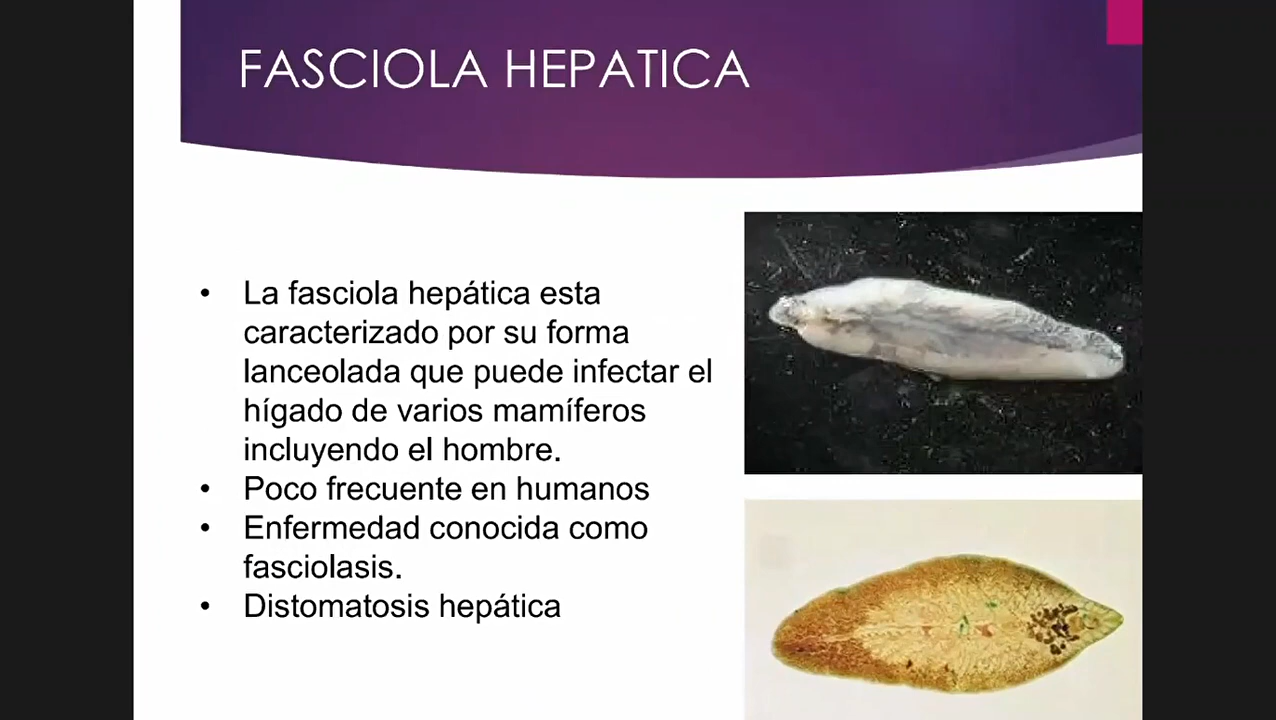 FASCIOLA HEPATICA
• La fasciola hepática esta
caracterizado por su forma
lanceolada que puede infectar el
hígado de varios mamíferos
incluyendo el hombre.
• Poco frecuente en humanos
• Enfermedad conocida como
fasciolasis.
• Distomatosis hepática